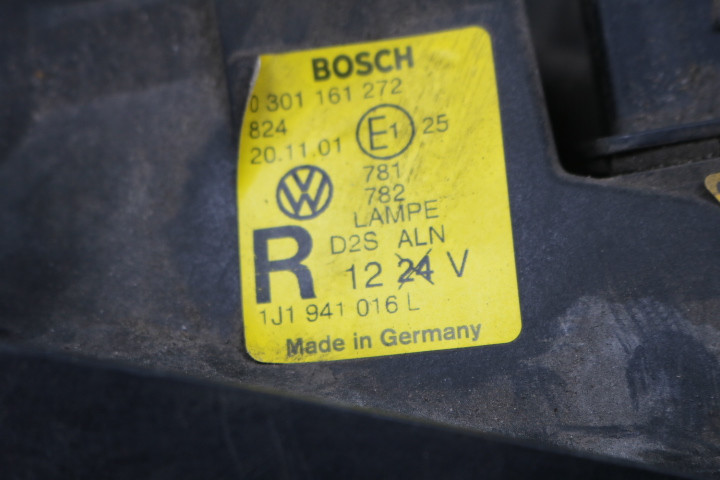 BOSCH
0 301 161 272
824 E1 25
20.11.01
781
VW 782
LAMPE
D2S ALN
R 12 24 V
1J1 941 016 L
Made in Germany